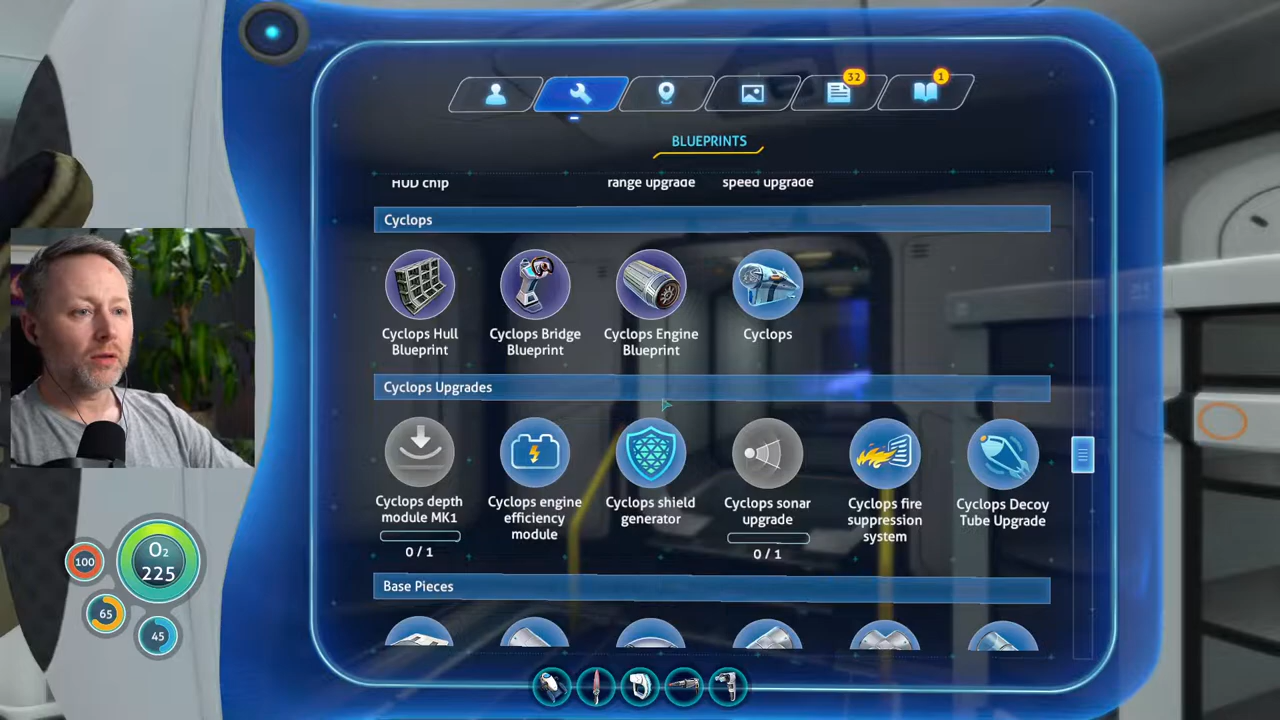 32
1
BLUEPRINTS
HUD chip
range upgrade
speed upgrade
Cyclops
Cyclops Hull
Blueprint
Cyclops Bridge
Blueprint
Cyclops Engine
Blueprint
Cyclops
Cyclops Upgrades
Cyclops depth
module MK1
0 / 1
Cyclops engine
efficiency
module
Cyclops shield
generator
Cyclops sonar
upgrade
0 / 1
Cyclops fire
suppression
system
Cyclops Decoy
Tube Upgrade
Base Pieces
100
O2
225
65
45